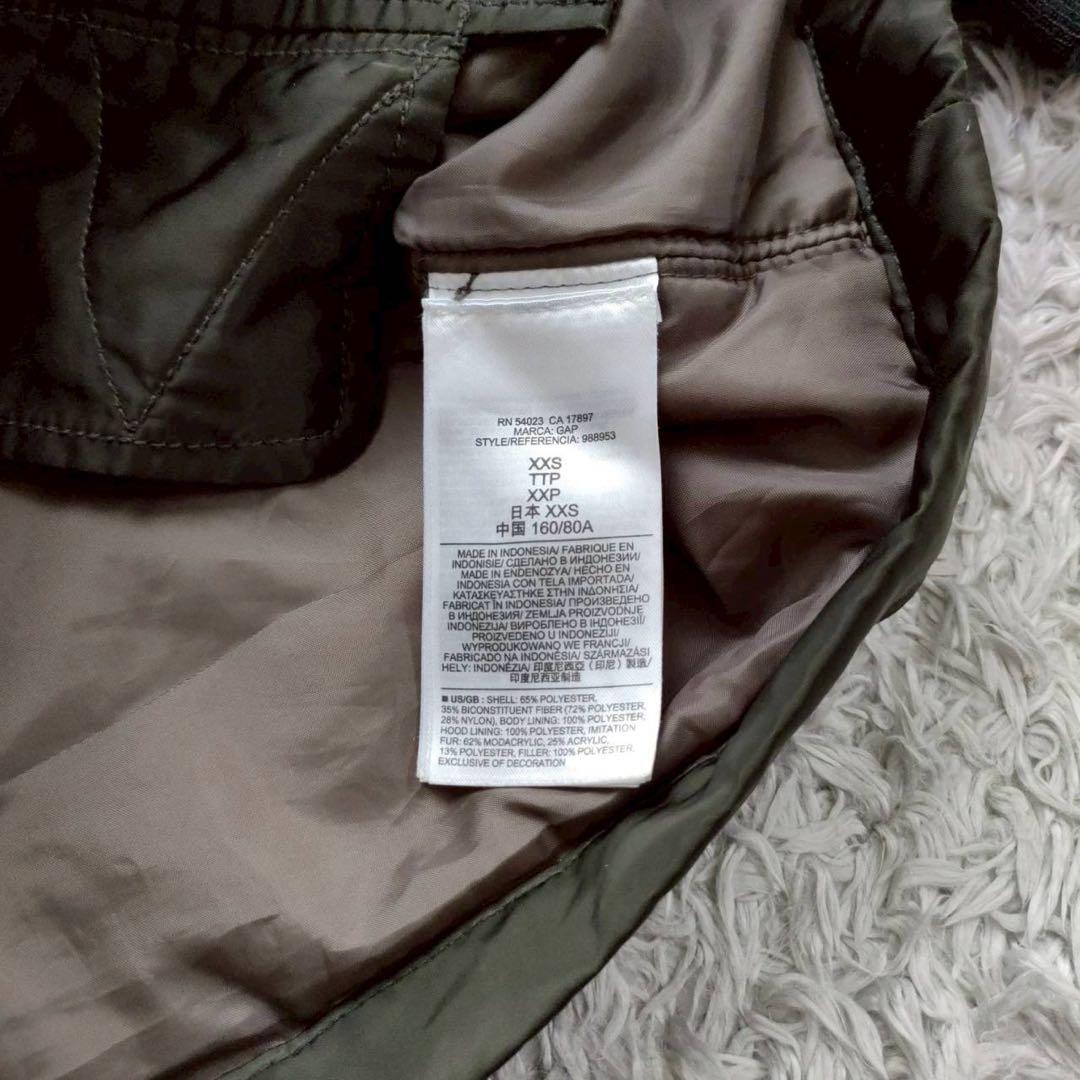 RN 54023 CA 17897
MARCA: GAP
STYLE/REFERENCIA: 988953
XXS
TTP
XXP
日本 XXS
中国 160/80A
MADE IN INDONESIA/ FABRIQUE EN
INDONISIE/ СДЕЛАНО В ИНДОНЕЗИИ/
MADE IN ENDENOZYA/ HECHO EN
INDONESIA CON TELA IMPORTADA/
ΚΑΤΑΣΚΕΥΑΣΤΗΚΕ ΣΤΗΝ ΙΝΔΟΝΗΣΙΑ/
FABRICAT ÎN INDONESIA/ ПРОИЗВЕДЕНО
В ИНДОНЕЗИЯ/ ZEMLJA PROIZVODNJE
INDONEZIJA/ ВИРОБЛЕНО В ІНДОНЕЗІЇ/
PROIZVEDENO U INDONEZIJI/
WYPRODUKOWANO WE FRANCJI/
FABRICADO NA INDONÉSIA/ SZÁRMAZÁSI
HELY: INDONÉZIA/ 印度尼西亞（印尼）製造/
印度尼西亚制造
■ US/GB : SHELL: 65% POLYESTER,
35% BICONSTITUENT FIBER (72% POLYESTER,
28% NYLON), BODY LINING: 100% POLYESTER,
HOOD LINING: 100% POLYESTER, IMITATION
FUR: 62% MODACRYLIC, 25% ACRYLIC,
13% POLYESTER, FILLER: 100% POLYESTER,
EXCLUSIVE OF DECORATION